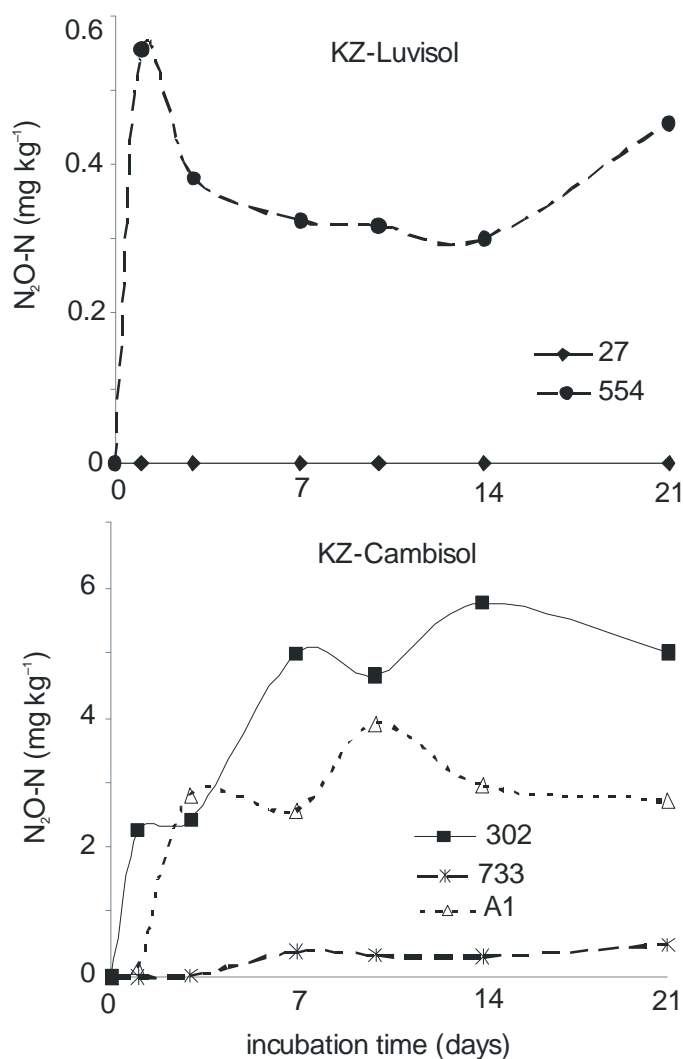 KZ-Luvisol
N₂O-N (mg kg⁻¹)
0.6
0.4
0.2
0
0 7 14 21
27
554
KZ-Cambisol
N₂O-N (mg kg⁻¹)
6
4
2
0
302
733
A1
0 7 14 21
incubation time (days)